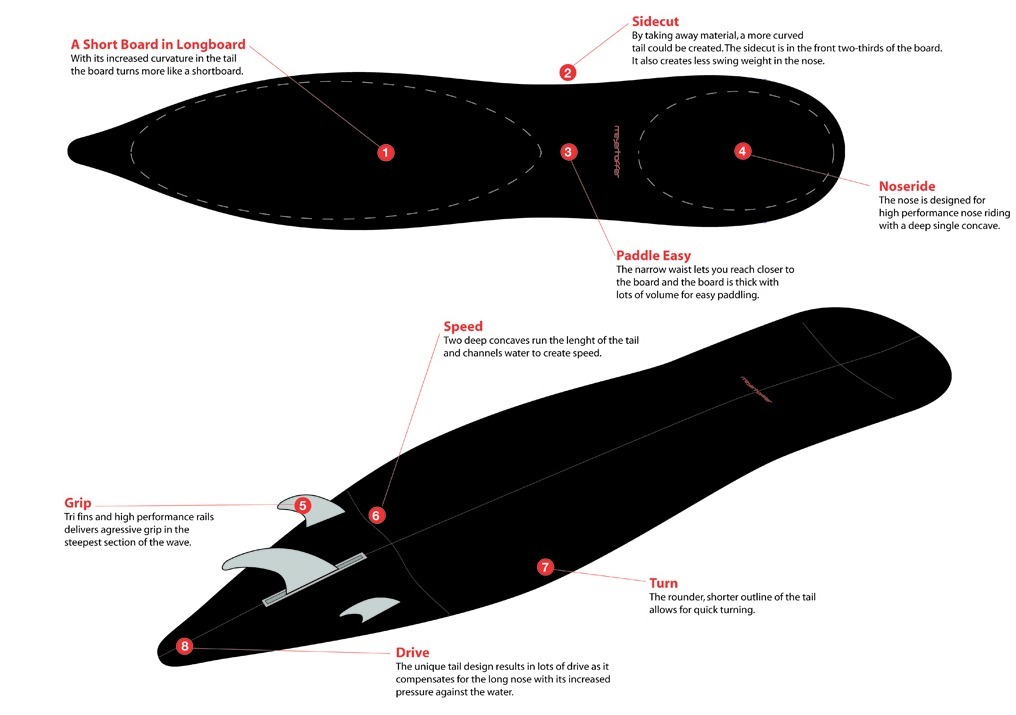 A Short Board in Longboard
With its increased curvature in the tail
the board turns more like a shortboard.
Sidecut
By taking away material, a more curved
tail could be created. The sidecut is in the front two-thirds of the board.
It also creates less swing weight in the nose.
2
1
3
meyerhoffer
4
Noseride
The nose is designed for
high performance nose riding
with a deep single concave.
Paddle Easy
The narrow waist lets you reach closer to
the board and the board is thick with
lots of volume for easy paddling.
Speed
Two deep concaves run the lenght of the tail
and channels water to create speed.
meyerhoffer
Grip
Tri fins and high performance rails
delivers agressive grip in the
steepest section of the wave.
5
6
7
Turn
The rounder, shorter outline of the tail
allows for quick turning.
8
Drive
The unique tail design results in lots of drive as it
compensates for the long nose with its increased
pressure against the water.